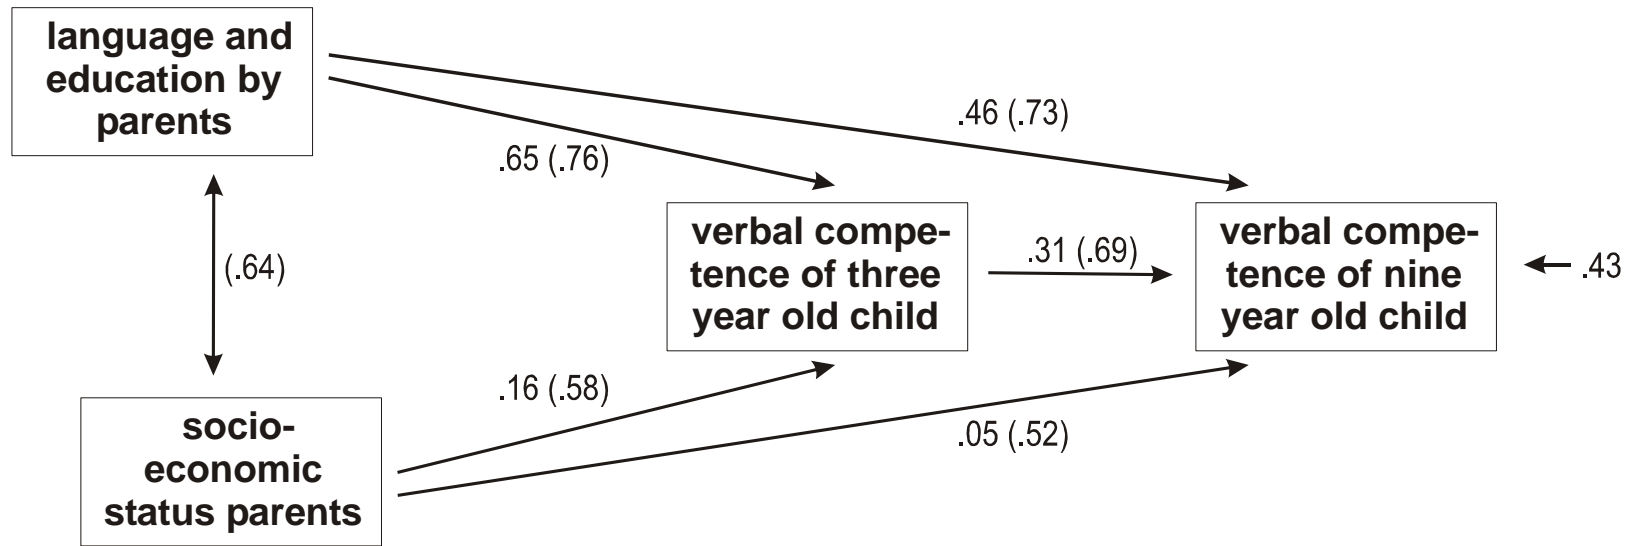 language and
education by
parents
.46 (.73)
.65 (.76)
verbal compe-
tence of three
year old child
.31 (.69)
verbal compe-
tence of nine
year old child
.43
(.64)
.16 (.58)
.05 (.52)
socio-
economic
status parents